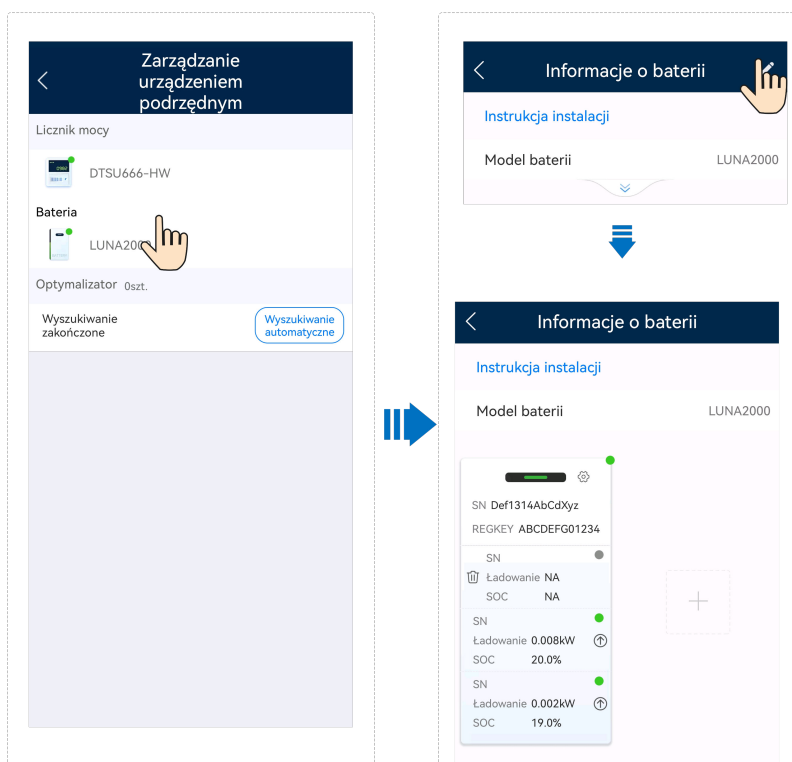 Zarządzanie
urządzeniem
podrzędnym
Licznik mocy
DTSU666-HW
Bateria
Optymalizator 0szt.
Wyszukiwanie
zakończone
Wyszukiwanie
automatyczne
Informacje o baterii
Instrukcja instalacji
Model baterii LUNA2000
Informacje o baterii
Instrukcja instalacji
Model baterii LUNA2000
SN Def1314AbCdXyz
REGKEY ABCDEFG01234
SN
Ładowanie NA
SOC NA
SN
Ładowanie 0.008kW
SOC 20.0%
SN
Ładowanie 0.002kW
SOC 19.0%